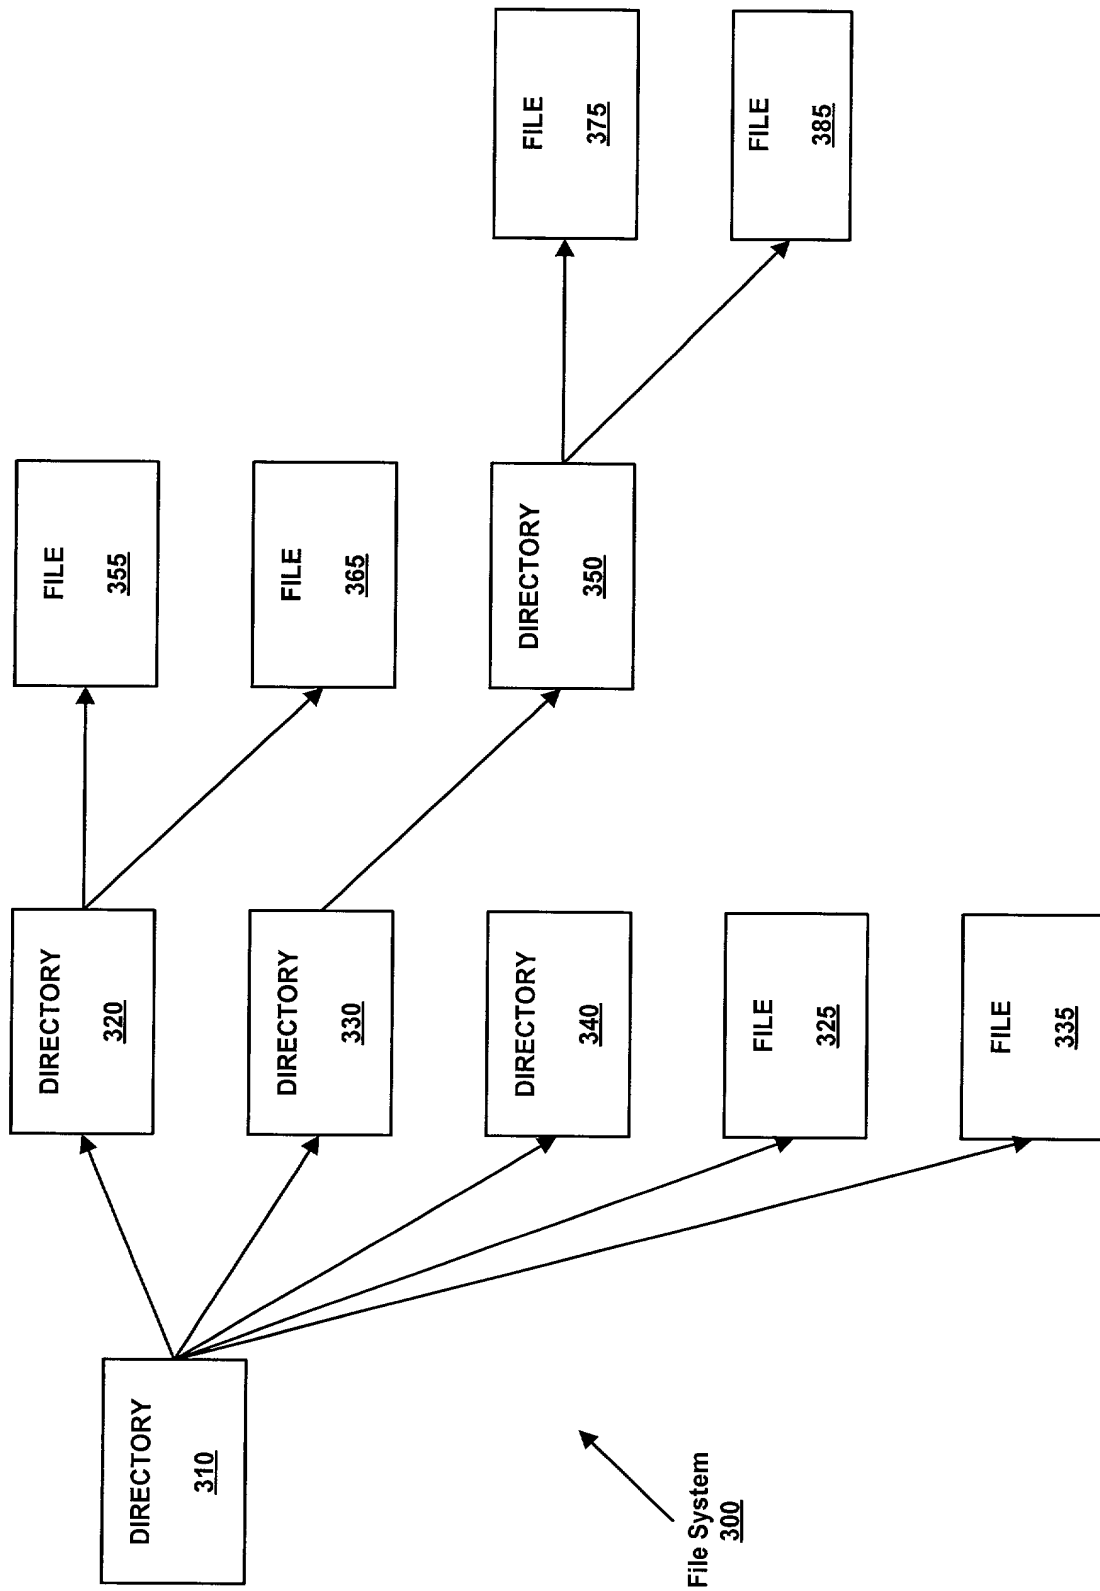 DIRECTORY
310
DIRECTORY
320
DIRECTORY
330
DIRECTORY
340
FILE
325
FILE
335
FILE
355
FILE
365
DIRECTORY
350
FILE
375
FILE
385
File System
300